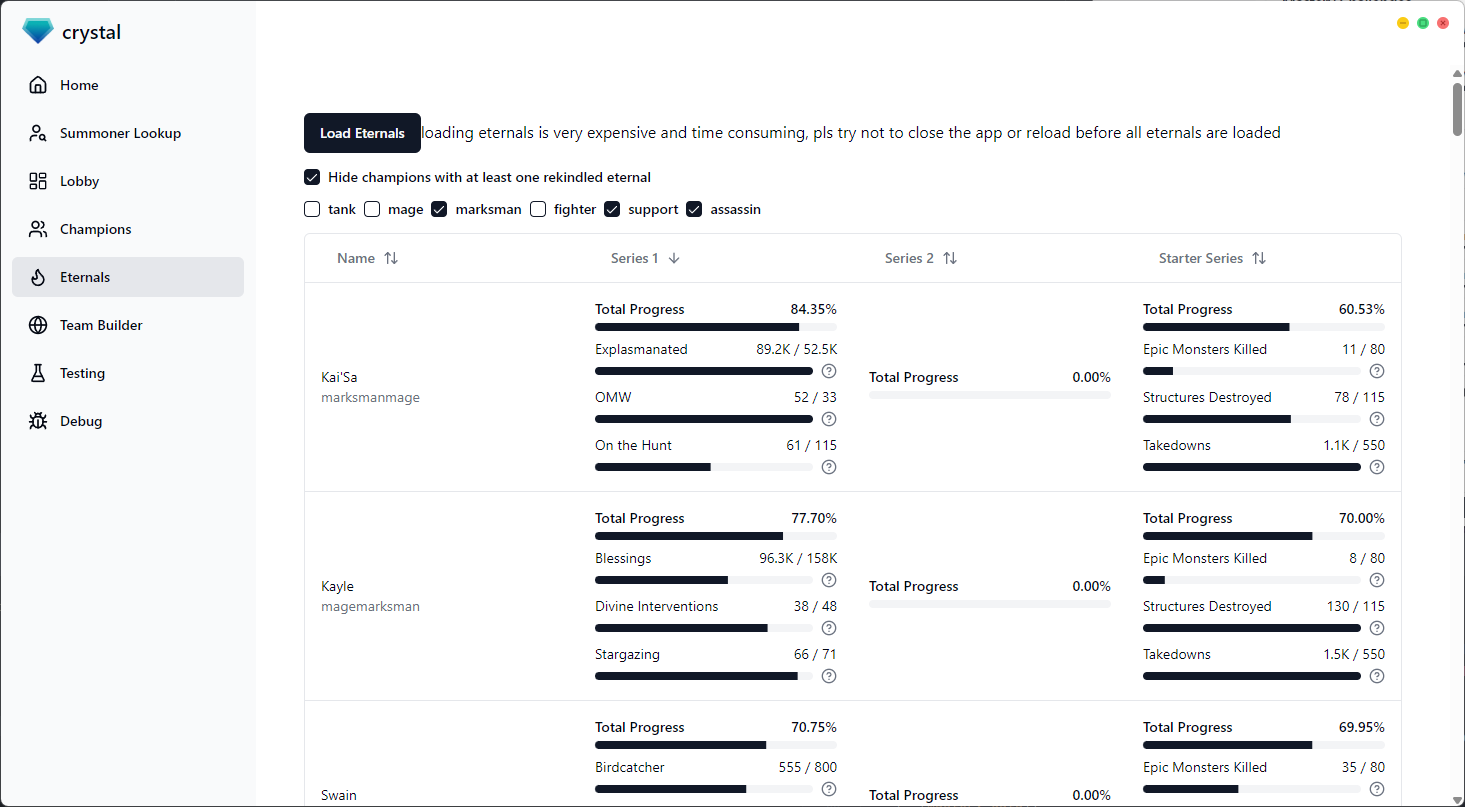 crystal
Home
Summoner Lookup
Lobby
Champions
Eternals
Team Builder
Testing
Debug
Load Eternals loading eternals is very expensive and time consuming, pls try not to close the app or reload before all eternals are loaded
Hide champions with at least one rekindled eternal
tank mage marksman fighter support assassin
Name Series 1 Series 2 Starter Series
Kai'Sa
marksmanmage
Total Progress 84.35%
Explasmanated 89.2K / 52.5K
OMW 52 / 33
On the Hunt 61 / 115
Total Progress 0.00%
Total Progress 60.53%
Epic Monsters Killed 11 / 80
Structures Destroyed 78 / 115
Takedowns 1.1K / 550
Kayle
magemarksman
Total Progress 77.70%
Blessings 96.3K / 158K
Divine Interventions 38 / 48
Stargazing 66 / 71
Total Progress 0.00%
Total Progress 70.00%
Epic Monsters Killed 8 / 80
Structures Destroyed 130 / 115
Takedowns 1.5K / 550
Swain
Total Progress 70.75%
Birdcatcher 555 / 800
Total Progress 0.00%
Total Progress 69.95%
Epic Monsters Killed 35 / 80